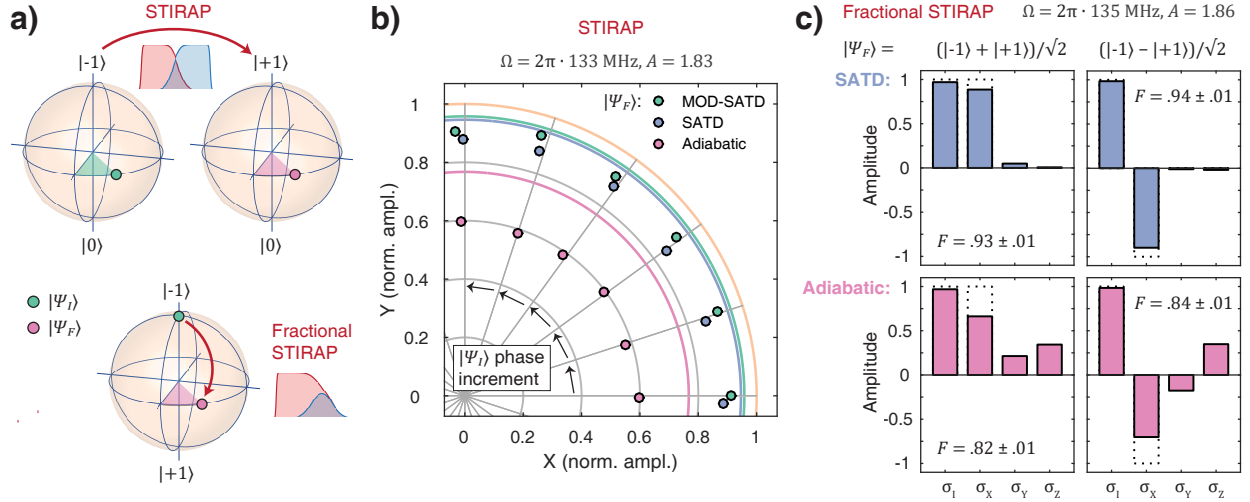 a)
STIRAP
|-1⟩
|+1⟩
|0⟩
|0⟩
|Ψ_I⟩
|Ψ_F⟩
|-1⟩
|+1⟩
Fractional
STIRAP
b)
STIRAP
Ω = 2π · 133 MHz, A = 1.83
|Ψ_F⟩:
MOD-SATD
SATD
Adiabatic
Y (norm. ampl.)
1
0.8
0.6
0.4
0.2
0
|Ψ_I⟩ phase
increment
0
0.2
0.4
0.6
0.8
1
X (norm. ampl.)
c)
Fractional STIRAP
Ω = 2π · 135 MHz, A = 1.86
|Ψ_F⟩ =
(|-1⟩ + |+1⟩)/√2
(|-1⟩ − |+1⟩)/√2
SATD:
Amplitude
1
0.5
0
-0.5
-1
F = .93 ± .01
F = .94 ± .01
Adiabatic:
Amplitude
1
0.5
0
-0.5
-1
F = .82 ± .01
F = .84 ± .01
σ_I σ_X σ_Y σ_Z
σ_I σ_X σ_Y σ_Z